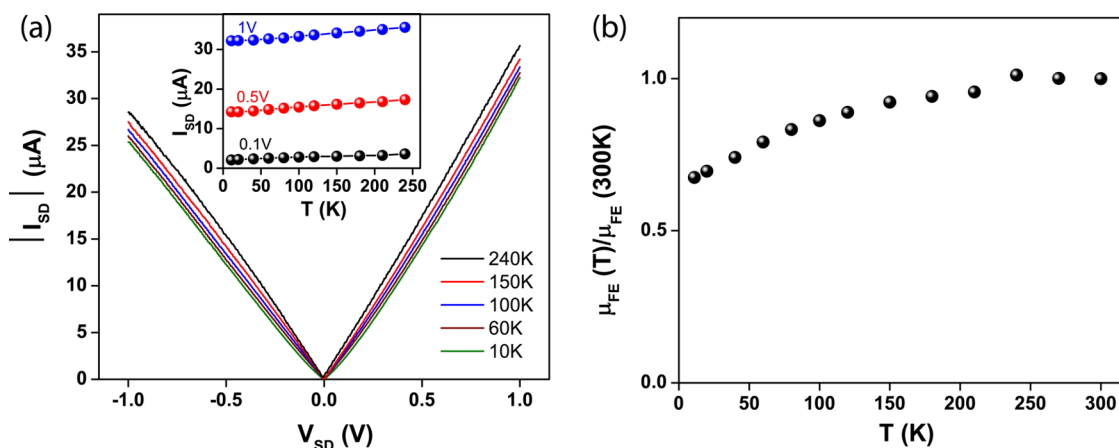 (a)
35
30
25
20
15
10
5
0
|I_SD| (μA)
-1.0 -0.5 0.0 0.5 1.0
V_SD (V)
1V
0.5V
0.1V
30
20
10
0
I_SD (μA)
0 50 100 150 200 250
T (K)
240K
150K
100K
60K
10K
(b)
1.0
0.5
0.0
μ_FE (T)/μ_FE (300K)
0 50 100 150 200 250 300
T (K)